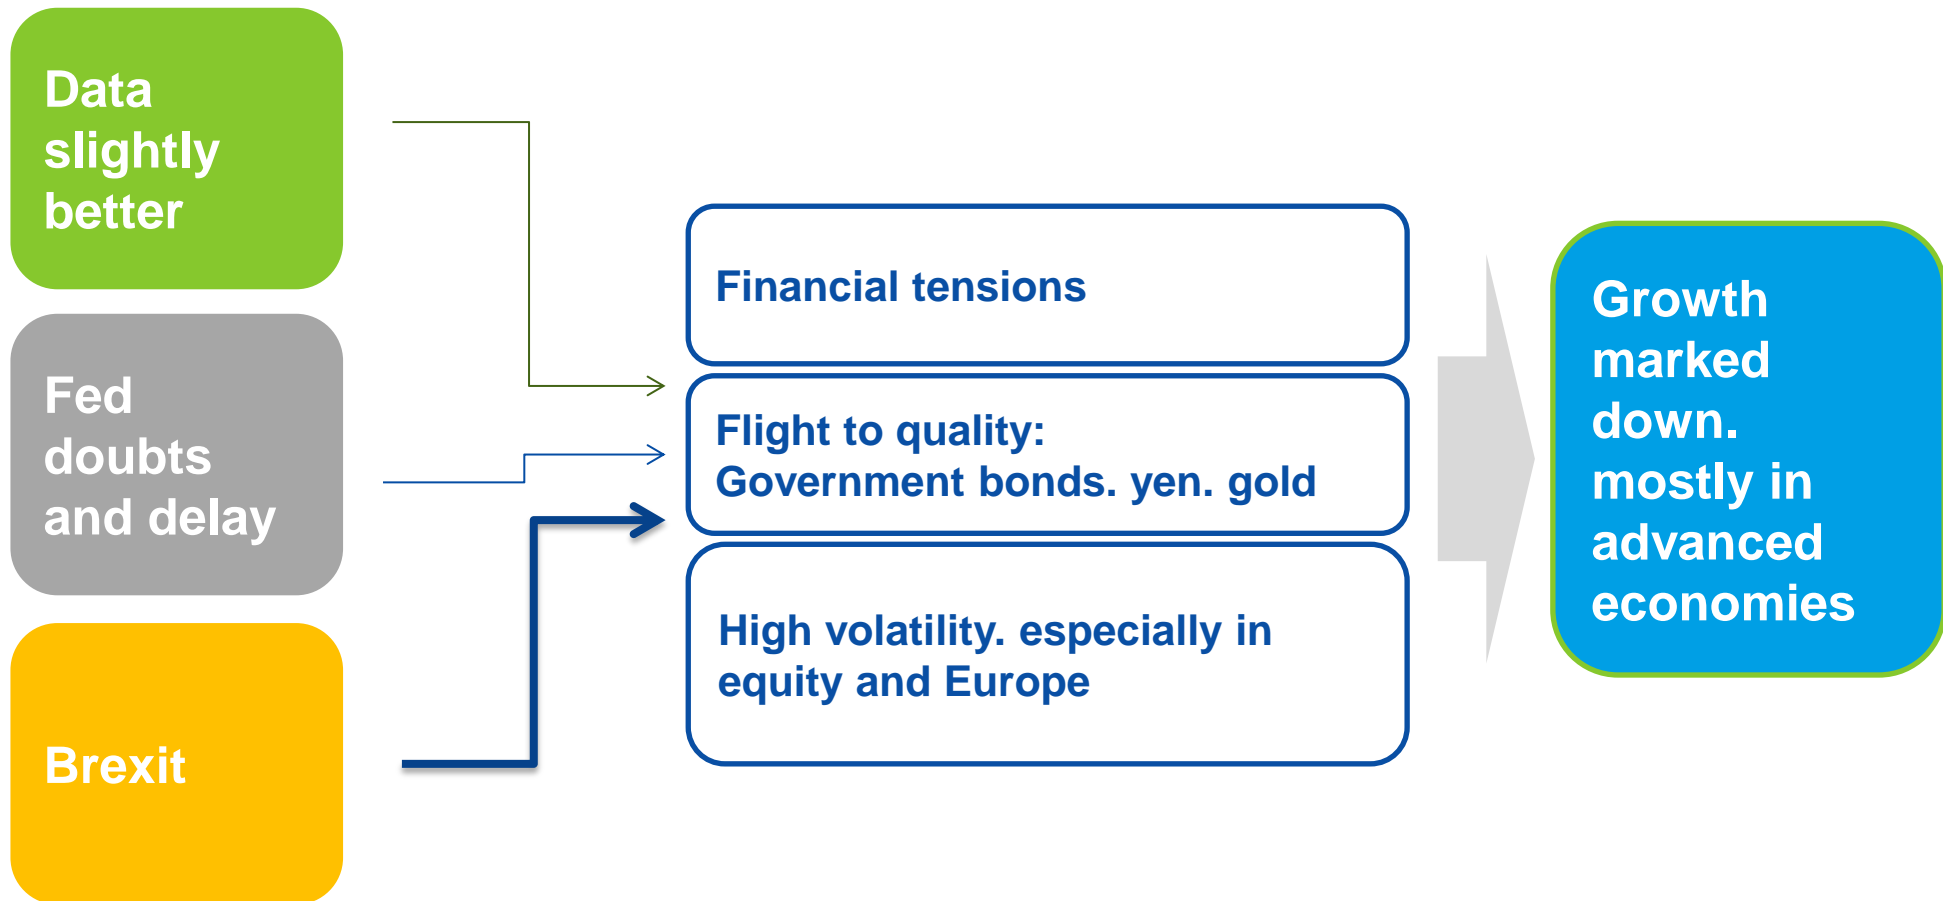 Data
slightly
better
Fed
doubts
and delay
Brexit
Financial tensions
Flight to quality:
Government bonds. yen. gold
High volatility. especially in
equity and Europe
Growth
marked
down.
mostly in
advanced
economies